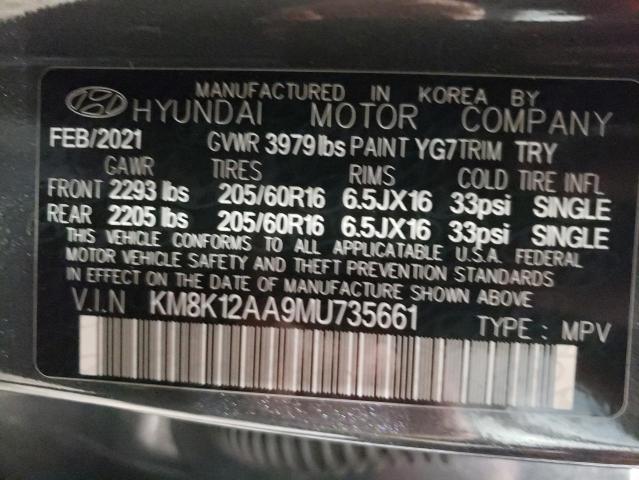 MANUFACTURED IN KOREA BY
HYUNDAI MOTOR COMPANY
FEB/2021 GVWR 3979lbs PAINT YG7 TRIM TRY
GAWR TIRES RIMS COLD TIRE INFL
FRONT 2293 lbs 205/60R16 6.5JX16 33psi SINGLE
REAR 2205 lbs 205/60R16 6.5JX16 33psi SINGLE
THIS VEHICLE CONFORMS TO ALL APPLICATABLE U.S.A. FEDERAL
MOTOR VEHICLE SAFETY AND THEFT PREVENTION STANDARDS
IN EFFECT ON THE DATE OF MANUFACTURE SHOWN ABOVE
V.I.N KM8K12AA9MU735661
TYPE : MPV